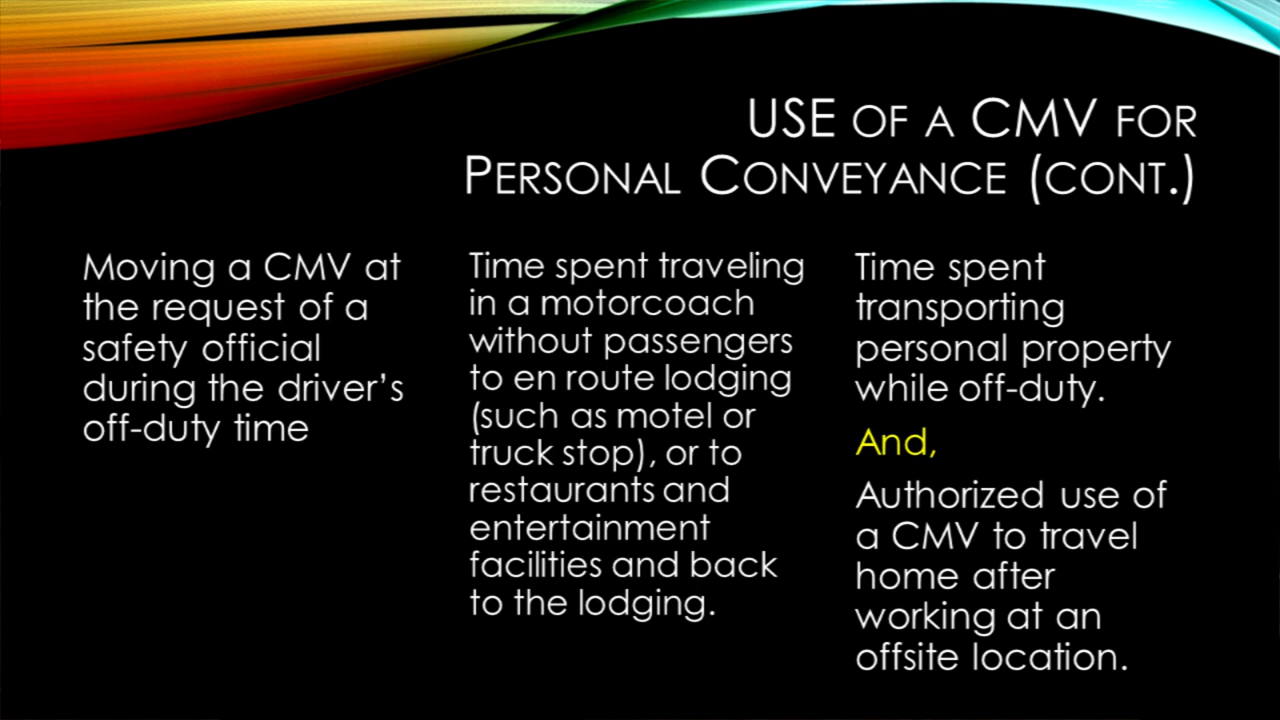 USE OF A CMV FOR
PERSONAL CONVEYANCE (CONT.)
Moving a CMV at
the request of a
safety official
during the driver’s
off-duty time
Time spent traveling
in a motorcoach
without passengers
to en route lodging
(such as motel or
truck stop), or to
restaurants and
entertainment
facilities and back
to the lodging.
Time spent
transporting
personal property
while off-duty.
And,
Authorized use of
a CMV to travel
home after
working at an
offsite location.